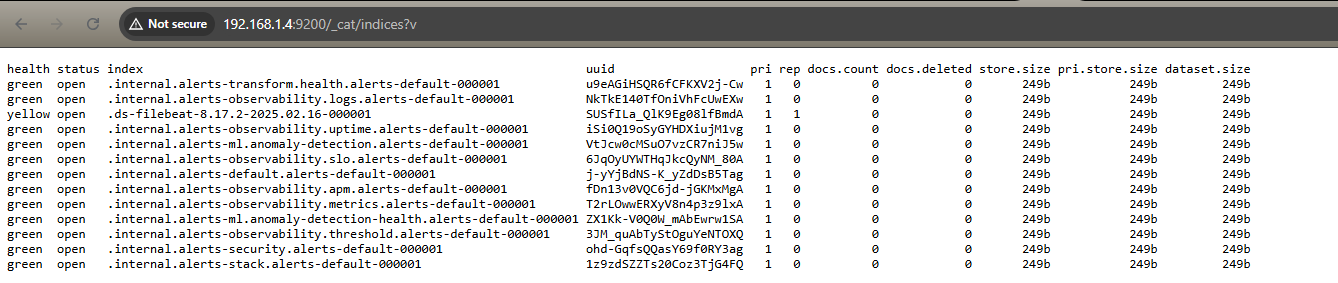 Not secure 192.168.1.4:9200/_cat/indices?v
health status index uuid pri rep docs.count docs.deleted store.size pri.store.size dataset.size
green open .internal.alerts-transform.health.alerts-default-000001 u9eAGiHSQR6fCFKXV2j-Cw 1 0 0 0 249b 249b 249b
green open .internal.alerts-observability.logs.alerts-default-000001 NkTkE140TfOniVhFcUwEXw 1 0 0 0 249b 249b 249b
yellow open .ds-filebeat-8.17.2-2025.02.16-000001 SUSfILa_QlK9Eg08lfBmdA 1 1 0 0 249b 249b 249b
green open .internal.alerts-observability.uptime.alerts-default-000001 iSi0Q19oSyGYHDXiujM1vg 1 0 0 0 249b 249b 249b
green open .internal.alerts-ml.anomaly-detection.alerts-default-000001 VtJcw0cMSuO7vzCR7niJ5w 1 0 0 0 249b 249b 249b
green open .internal.alerts-observability.slo.alerts-default-000001 6JqOyUYWTHqJkcQyNM_80A 1 0 0 0 249b 249b 249b
green open .internal.alerts-default.alerts-default-000001 j-yYjBdNS-K_yZdDsB5Tag 1 0 0 0 249b 249b 249b
green open .internal.alerts-observability.apm.alerts-default-000001 fDn13v0VQC6jd-jGKMxMgA 1 0 0 0 249b 249b 249b
green open .internal.alerts-observability.metrics.alerts-default-000001 T2rLOwwERXyV8n4p3z9lxA 1 0 0 0 249b 249b 249b
green open .internal.alerts-ml.anomaly-detection-health.alerts-default-000001 ZX1Kk-V0Q0W_mAbEwrw1SA 1 0 0 0 249b 249b 249b
green open .internal.alerts-observability.threshold.alerts-default-000001 3JM_quAbTyStOguYeNTOXQ 1 0 0 0 249b 249b 249b
green open .internal.alerts-security.alerts-default-000001 ohd-GqfsQQasY69f0RY3ag 1 0 0 0 249b 249b 249b
green open .internal.alerts-stack.alerts-default-000001 1z9zdSZZTs20Coz3TjG4FQ 1 0 0 0 249b 249b 249b